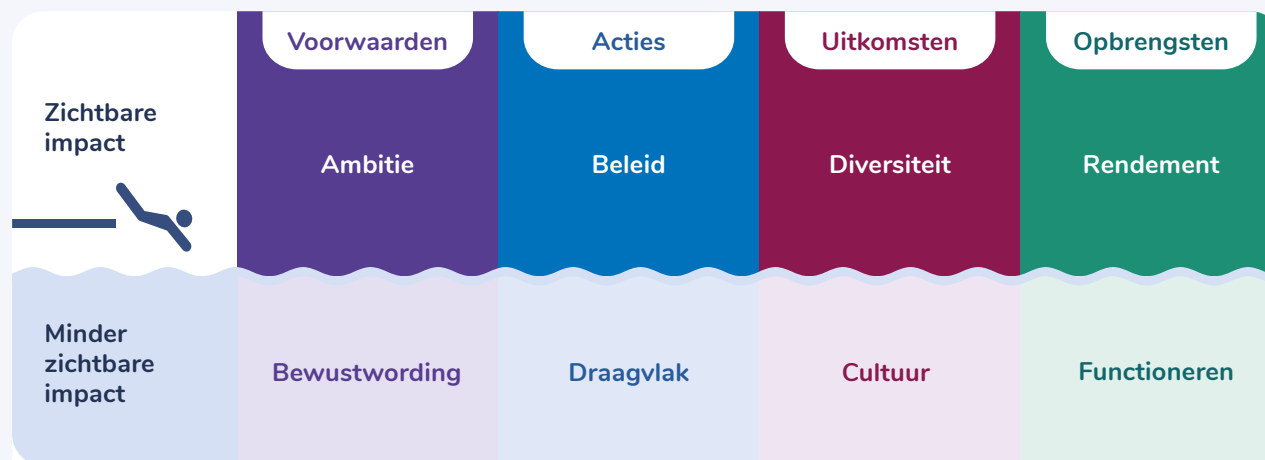 Voorwaarden
Acties
Uitkomsten
Opbrengsten
Zichtbare
impact
Ambitie
Beleid
Diversiteit
Rendement
Minder
zichtbare
impact
Bewustwording
Draagvlak
Cultuur
Functioneren